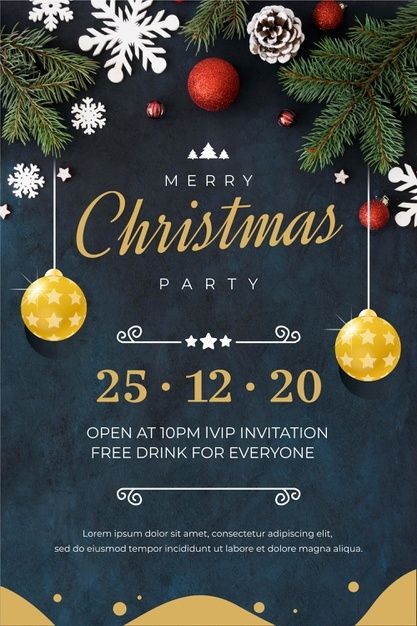 MERRY
Christmas
PARTY
25 • 12 • 20
OPEN AT 10PM |VIP INVITATION
FREE DRINK FOR EVERYONE
Lorem ipsum dolor sit amet, consectetur adipiscing elit,
sed do eiusmod tempor incididunt ut labore et dolore magna aliqua.